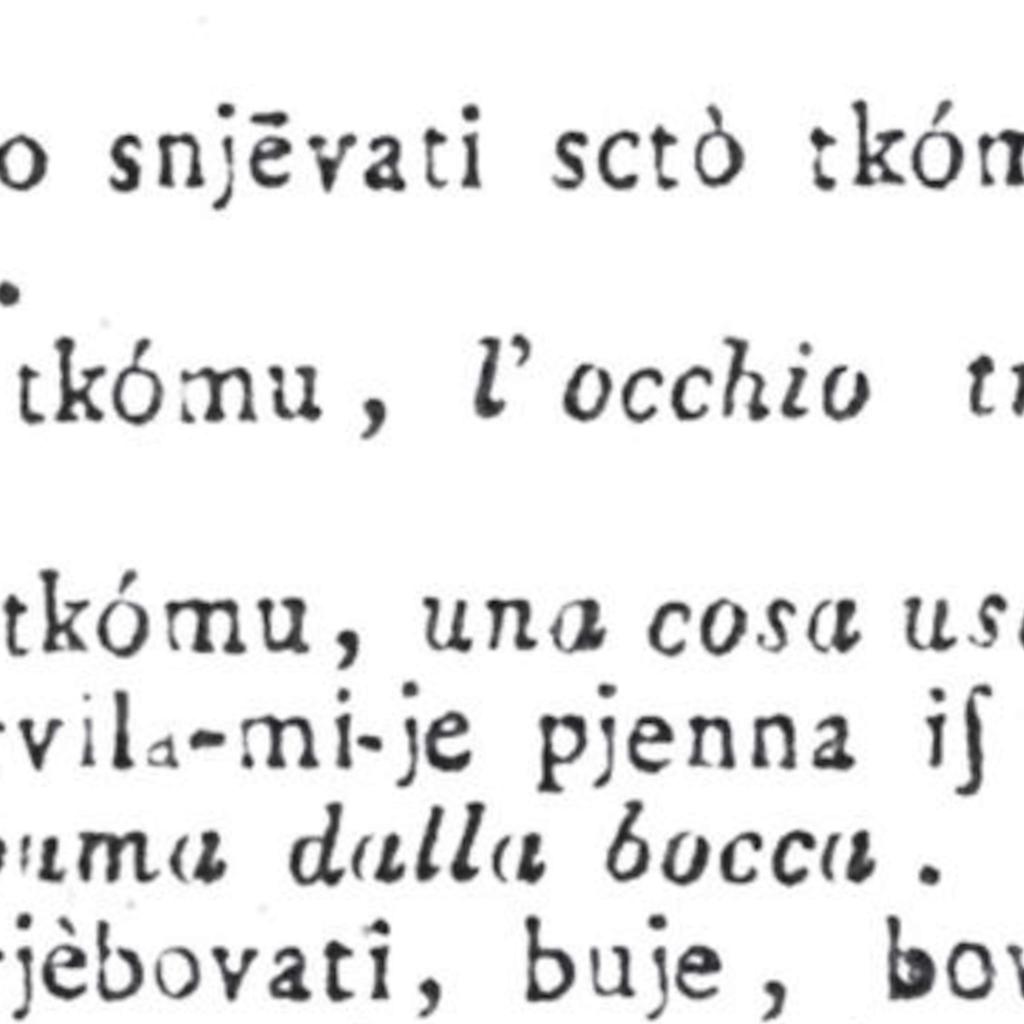 o snjēvati sctò tkóm
.
tkómu, l'occhio
tkómu, una cosa us
vila-mi-je pjenna iſ
uma dalla bocca.
jèbovati, buje, bov